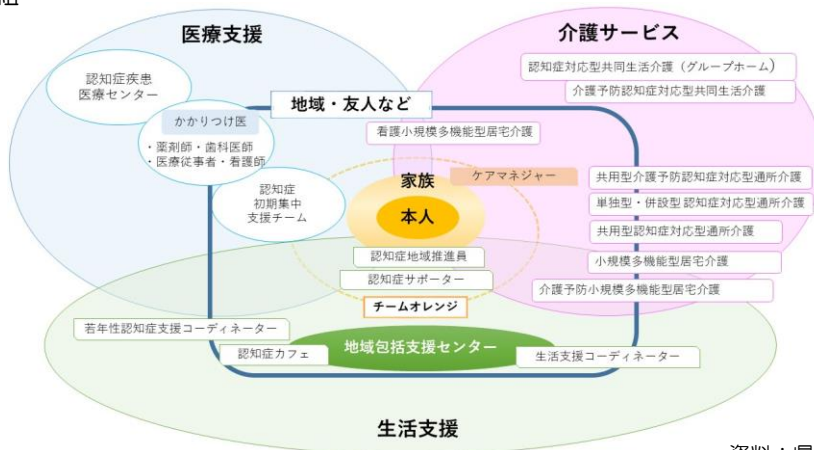 医療支援
介護サービス
認知症疾患
医療センター
認知症対応型共同生活介護（グループホーム）
介護予防認知症対応型共同生活介護
地域・友人など
かかりつけ医
・薬剤師・歯科医師
・医療従事者・看護師
看護小規模多機能型居宅介護
認知症
初期集中
支援チーム
家族
本人
ケアマネジャー
共用型介護予防認知症対応型通所介護
単独型・併設型認知症対応型通所介護
共用型認知症対応型通所介護
小規模多機能型居宅介護
介護予防小規模多機能型居宅介護
認知症地域推進員
認知症サポーター
チームオレンジ
若年性認知症支援コーディネーター
認知症カフェ
地域包括支援センター
生活支援コーディネーター
生活支援